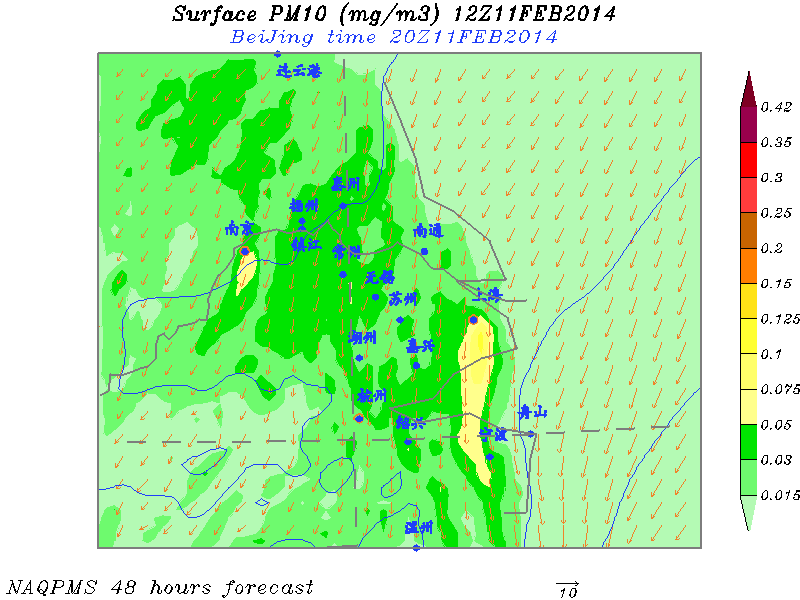 Surface PM10 (mg/m3) 12Z11FEB2014
BeiJing time 20Z11FEB2014
连云港
泰州
扬州
南京
镇江
常州
南通
无锡
苏州
上海
湖州
嘉兴
杭州
绍兴
舟山
宁波
温州
0.42
0.35
0.3
0.25
0.2
0.15
0.125
0.1
0.075
0.05
0.03
0.015
NAQPMS 48 hours forecast
10